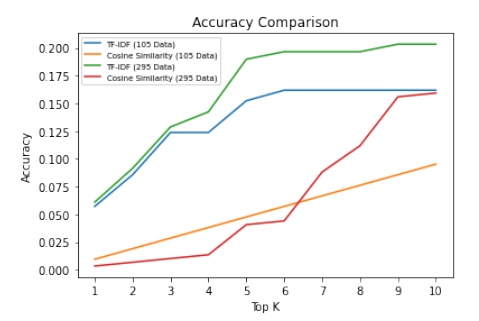 Accuracy Comparison
TF-IDF (105 Data)
Cosine Similarity (105 Data)
TF-IDF (295 Data)
Cosine Similarity (295 Data)
0.200
0.175
0.150
0.125
0.100
0.075
0.050
0.025
0.000
Accuracy
1 2 3 4 5 6 7 8 9 10
Top K